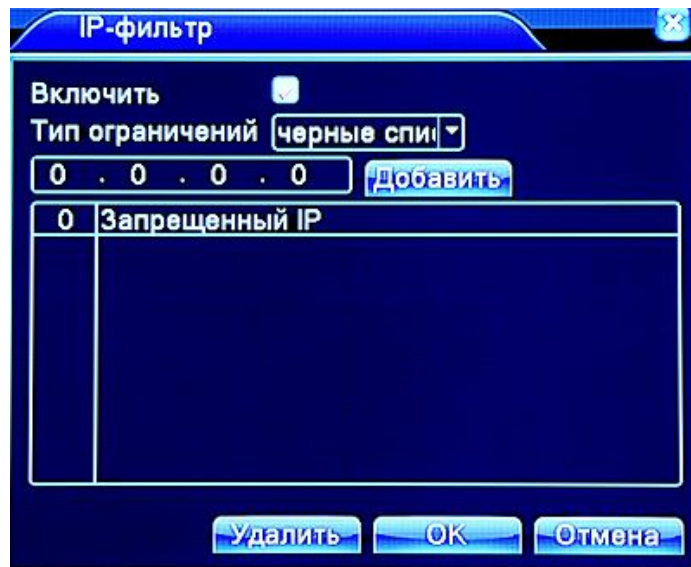 IP-фильтр
Включить
Тип ограничений черные спи
0 . 0 . 0 . 0 Добавить
0 Запрещенный IP
Удалить OK Отмена